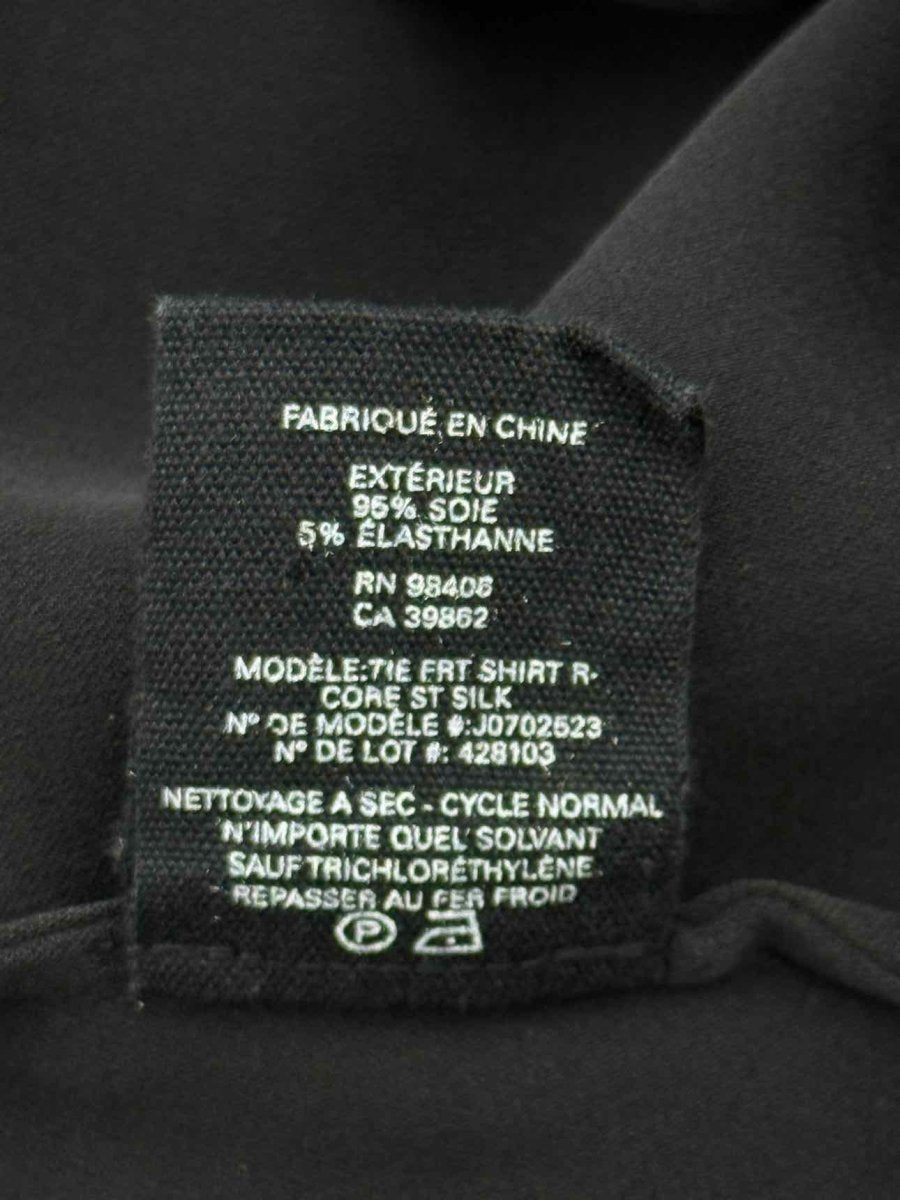 FABRIQUÉ EN CHINE
EXTÉRIEUR
95% SOIE
5% ÉLASTHANNE
RN 98406
CA 39862
MODÈLE:TIE FRT SHIRT R-
CORE ST SILK
N° DE MODÈLE #:J0702523
N° DE LOT #: 428103
NETTOYAGE A SEC - CYCLE NORMAL
N'IMPORTE QUEL SOLVANT
SAUF TRICHLORÉTHYLÈNE
REPASSER AU FER FROID
P